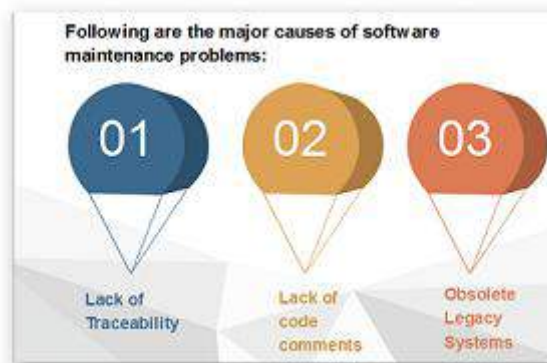 Following are the major causes of software
maintenance problems:
01
02
03
Lack of
Traceability
Lack of
code
comments
Obsolete
Legacy
Systems